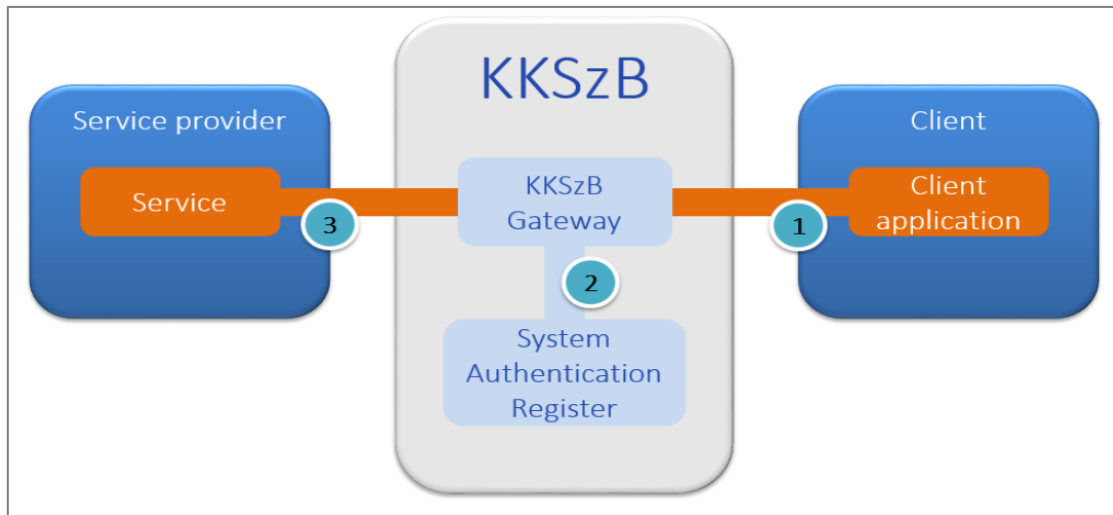 KKSzB
Service provider
Service
3
KKSzB
Gateway
2
System
Authentication
Register
1
Client
Client
application